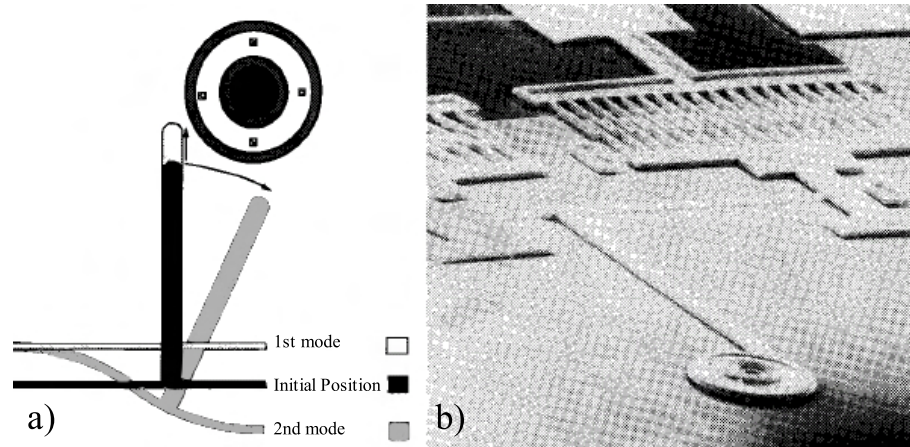 1st mode
Initial Position
2nd mode
a)
b)